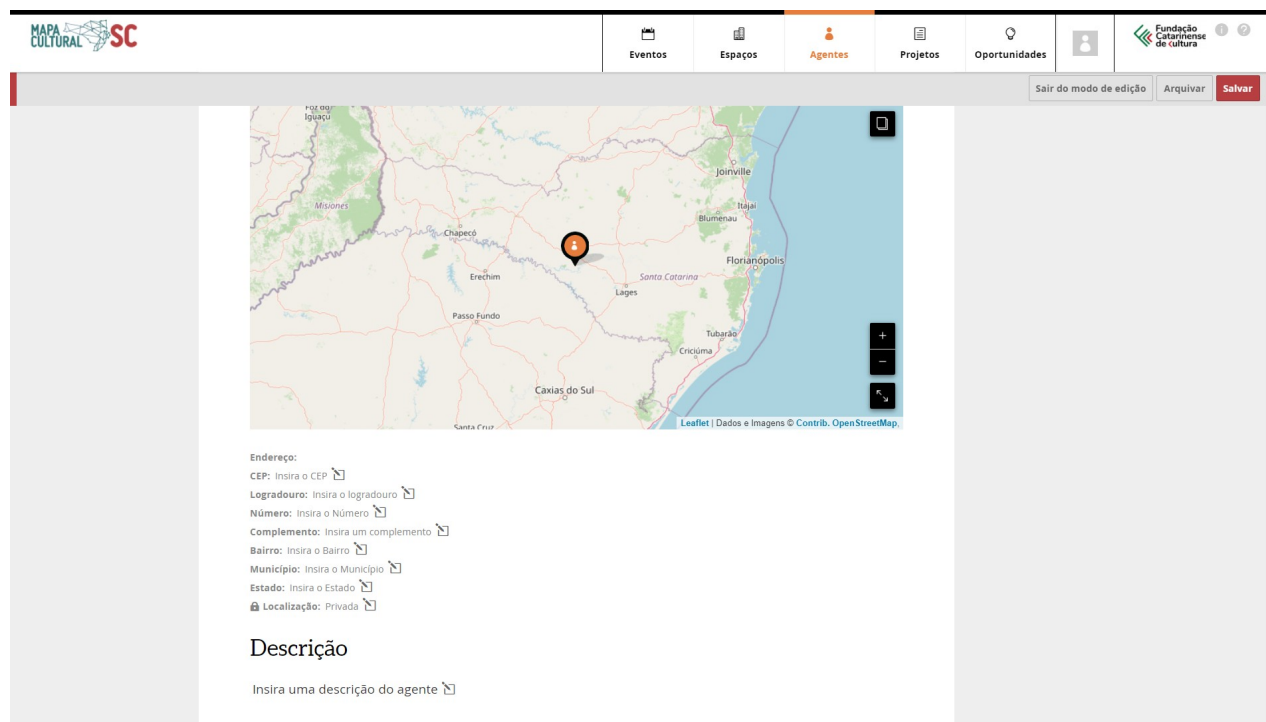 MAPA
CULTURAL SC
Eventos
Espaços
Agentes
Projetos
Oportunidades
Fundação
Catarinense
de cultura
Sair do modo de edição
Arquivar
Salvar
Foz do
Iguaçu
Joinville
Misiones
Itajaí
Blumenau
Chapecó
Florianópolis
Erechim
Santa Catarina
Lages
Passo Fundo
Tubarão
Criciúma
Caxias do Sul
Santa Cruz
Leaflet | Dados e Imagens © Contrib. OpenStreetMap,
Endereço:
CEP: Insira o CEP
Logradouro: Insira o logradouro
Número: Insira o Número
Complemento: Insira um complemento
Bairro: Insira o Bairro
Município: Insira o Município
Estado: Insira o Estado
Localização: Privada
Descrição
Insira uma descrição do agente